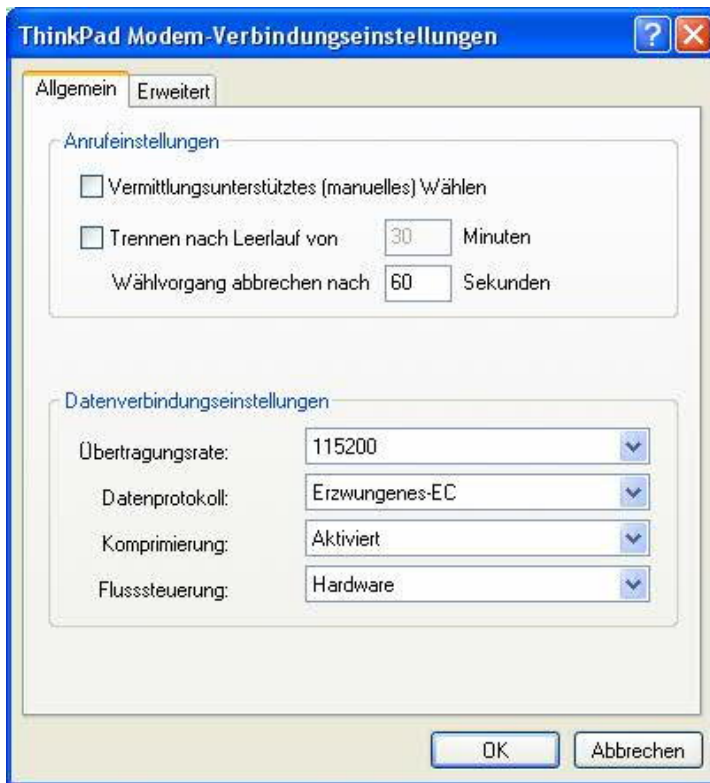 ThinkPad Modem-Verbindungseinstellungen
Allgemein Erweitert
Anrufeinstellungen
Vermittlungsunterstütztes (manuelles) Wählen
Trennen nach Leerlauf von 30 Minuten
Wählvorgang abbrechen nach 60 Sekunden
Datenverbindungseinstellungen
Übertragungsrate: 115200
Datenprotokoll: Erzwungenes-EC
Komprimierung: Aktiviert
Flusssteuerung: Hardware
OK Abbrechen